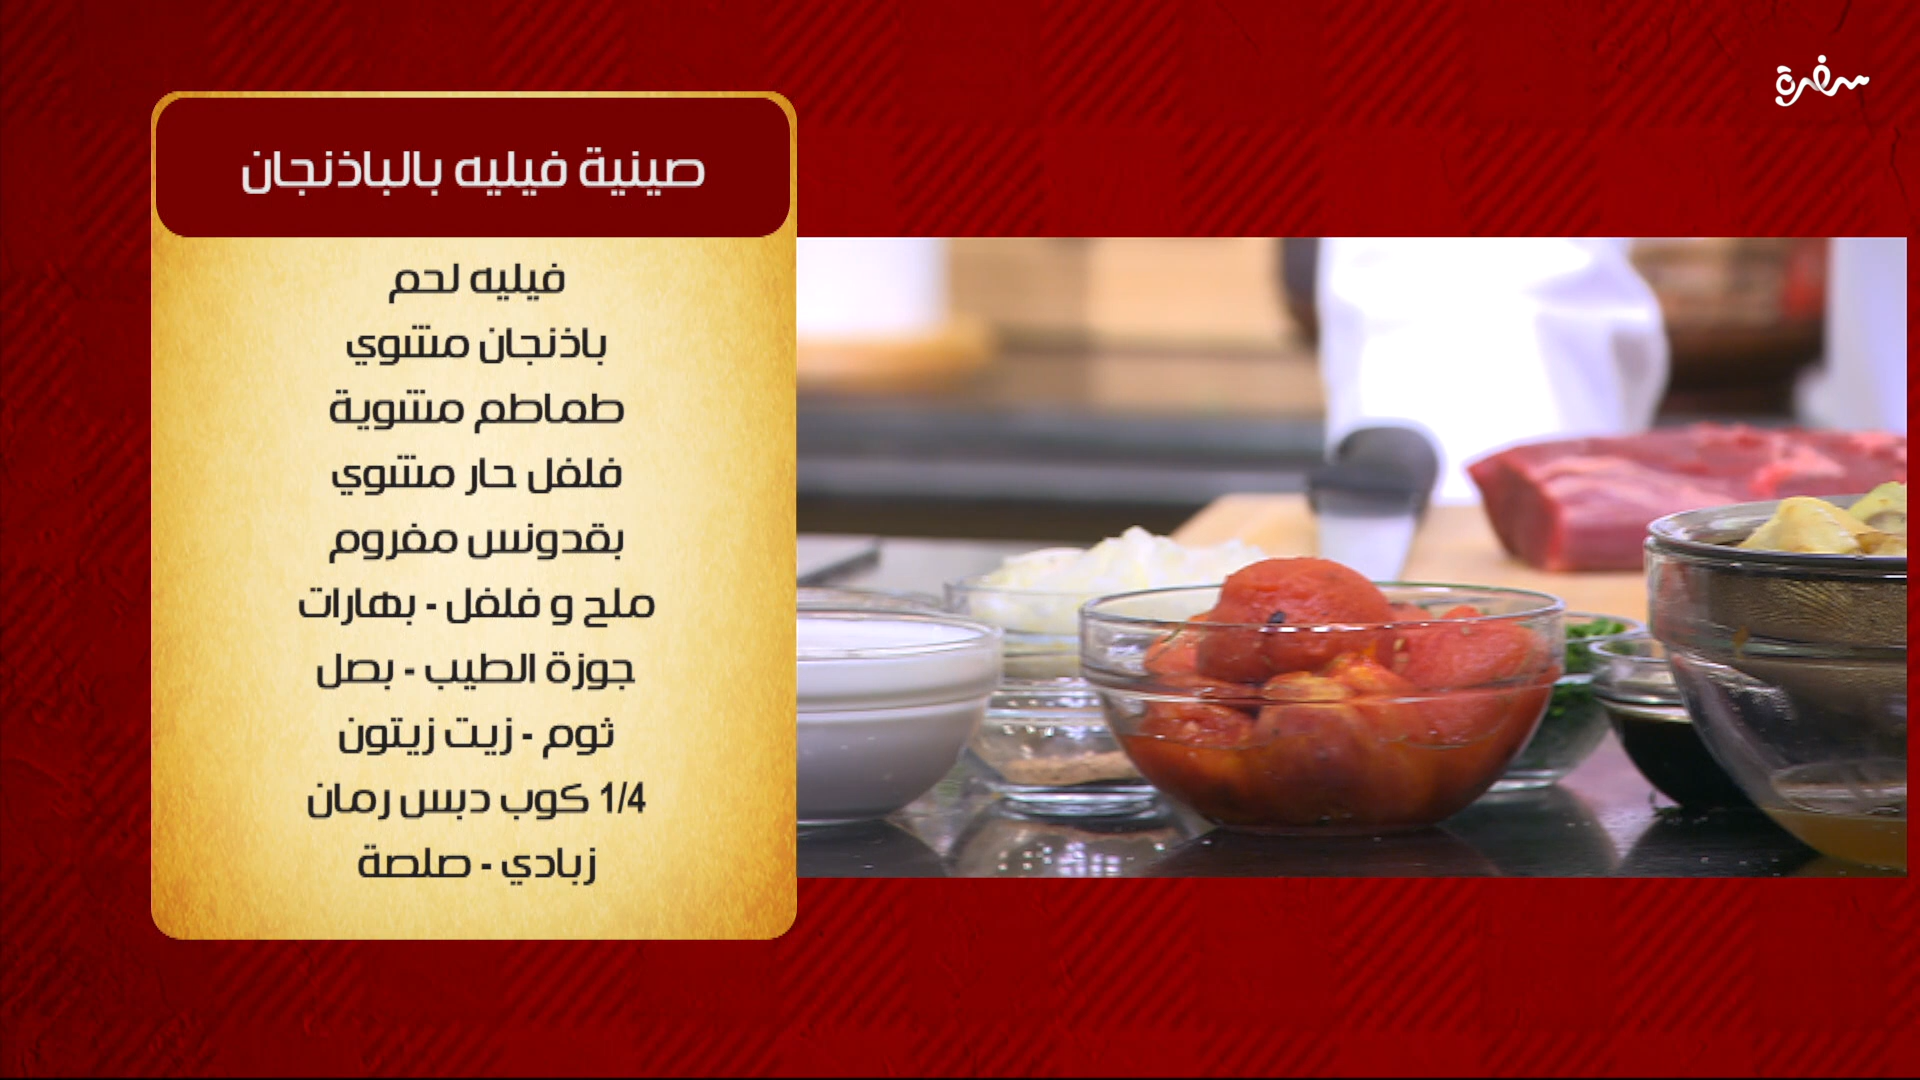 سفرة
صينية فيليه بالباذنجان
فيليه لحم
باذنجان مشوي
طماطم مشوية
فلفل حار مشوي
بقدونس مفروم
ملح و فلفل - بهارات
جوزة الطيب - بصل
ثوم - زيت زيتون
1/4 كوب دبس رمان
زبادي - صلصة